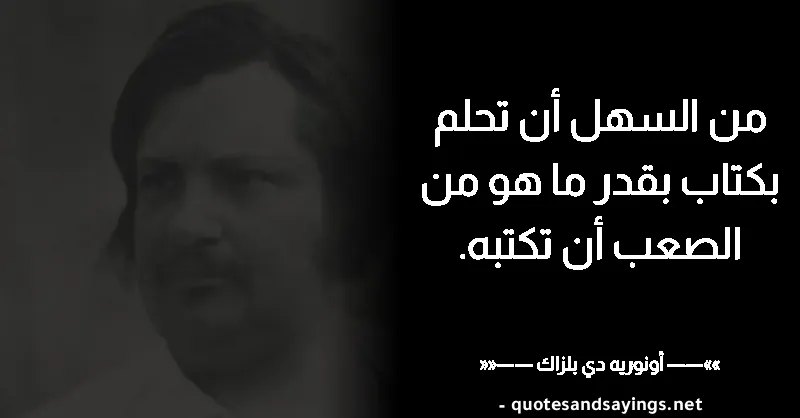 من السهل أن تحلم
بكتاب بقدر ما هو من
الصعب أن تكتبه.
»»—— أونوريه دي بلزاك ——««
- quotesandsayings.net